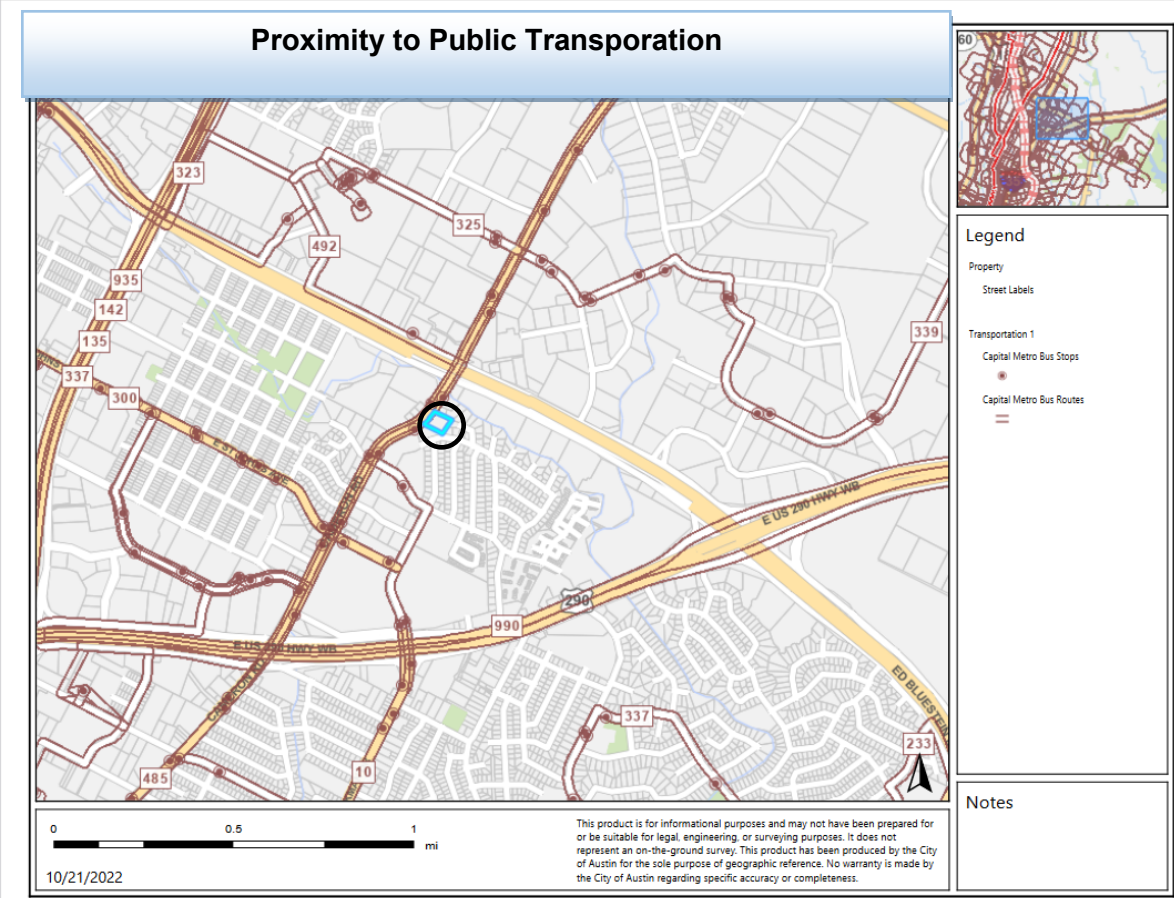 Proximity to Public Transporation
60
323
325
492
935
142
135
337
300
339
E US 290 HWY WB
290
990
E US 290 HWY WB
ED BLUESTEIN
337
233
485
10
Legend
Property
Street Labels
Transportation 1
Capital Metro Bus Stops
Capital Metro Bus Routes
Notes
0 0.5 1
mi
10/21/2022
This product is for informational purposes and may not have been prepared for
or be suitable for legal, engineering, or surveying purposes. It does not
represent an on-the-ground survey. This product has been produced by the City
of Austin for the sole purpose of geographic reference. No warranty is made by
the City of Austin regarding specific accuracy or completeness.